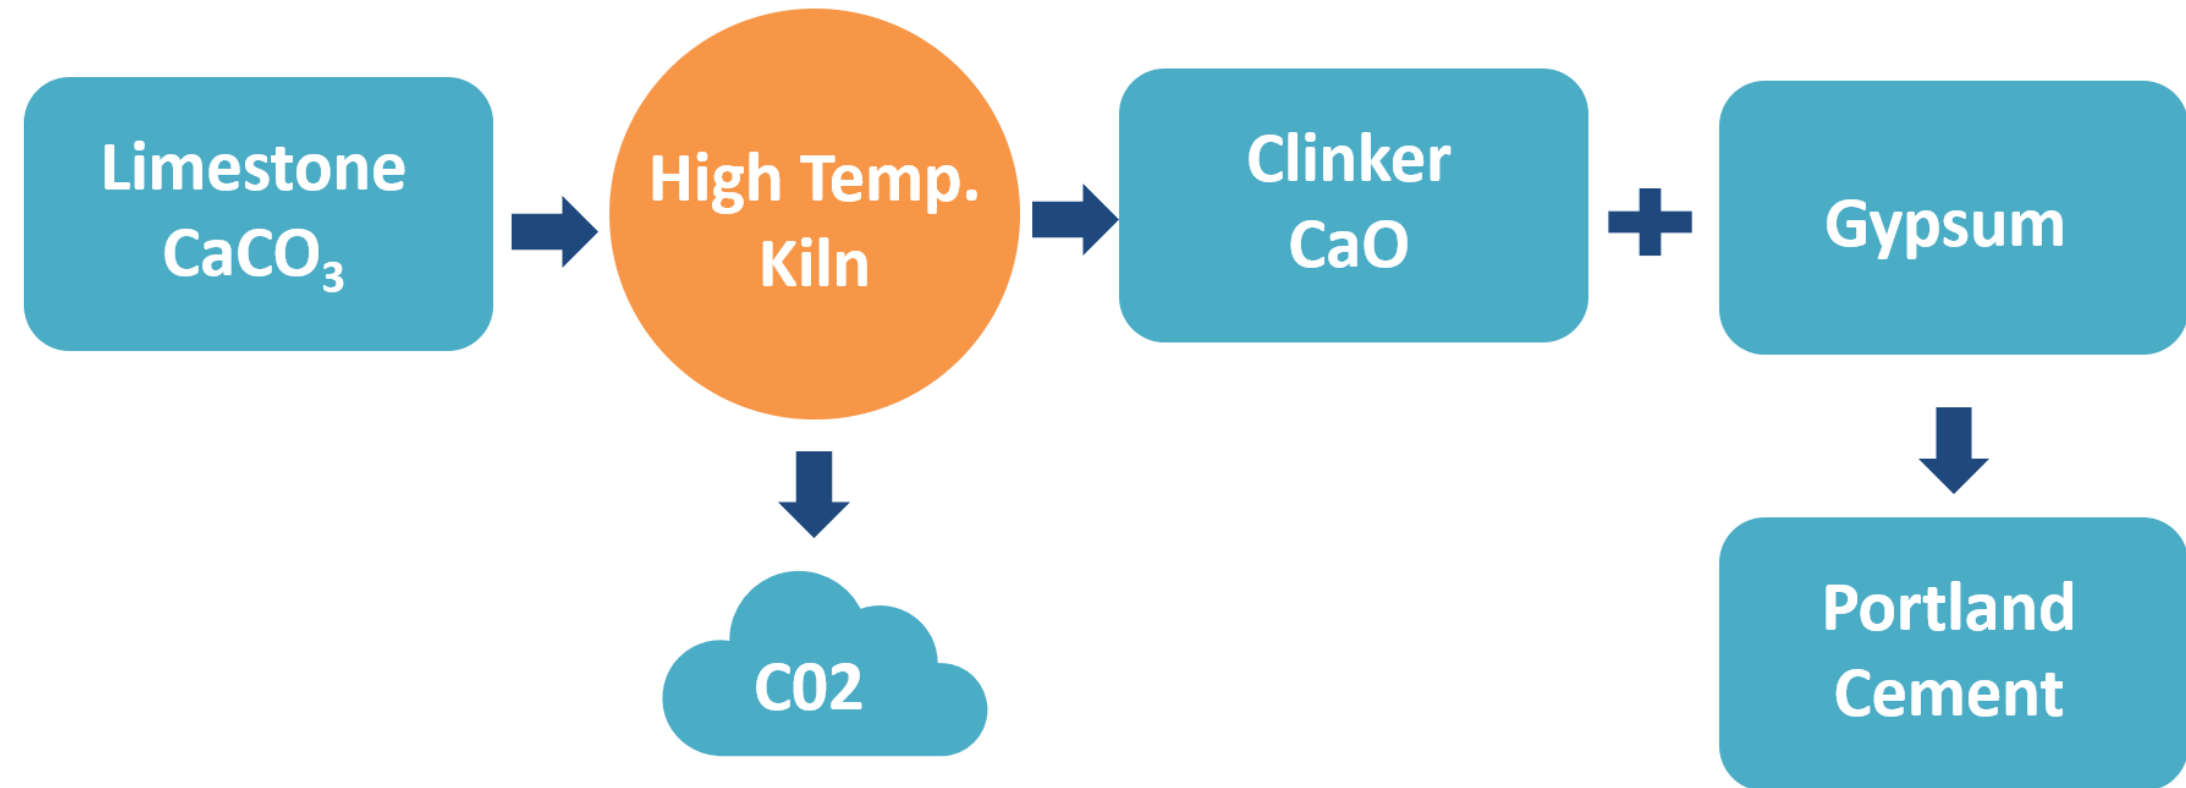 Limestone
CaCO₃
High Temp.
Kiln
Clinker
CaO
Gypsum
C02
Portland
Cement